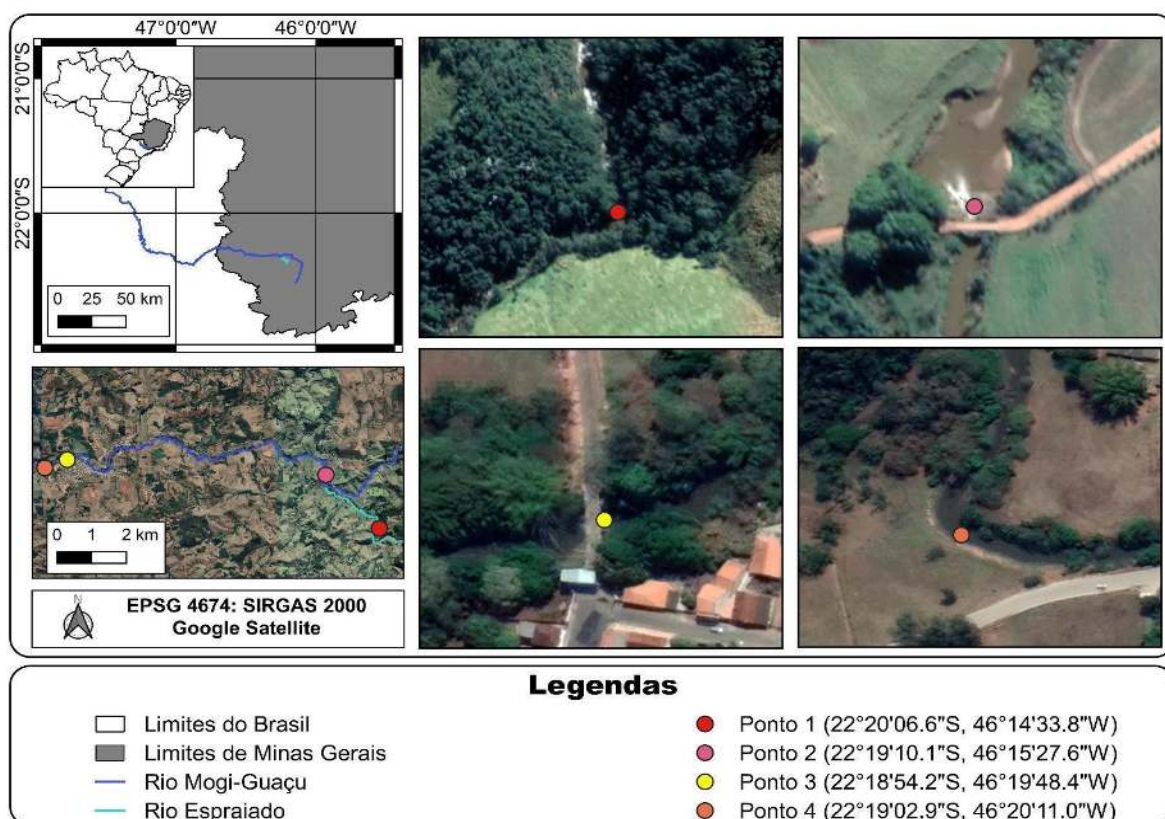 47°0'0"W 46°0'0"W
21°0'0"S
22°0'0"S
0 25 50 km
0 1 2 km
N
EPSG 4674: SIRGAS 2000
Google Satellite
Legendas
Limites do Brasil
Limites de Minas Gerais
Rio Mogi-Guaçu
Rio Espraiado
Ponto 1 (22°20'06.6"S, 46°14'33.8"W)
Ponto 2 (22°19'10.1"S, 46°15'27.6"W)
Ponto 3 (22°18'54.2"S, 46°19'48.4"W)
Ponto 4 (22°19'02.9"S, 46°20'11.0"W)